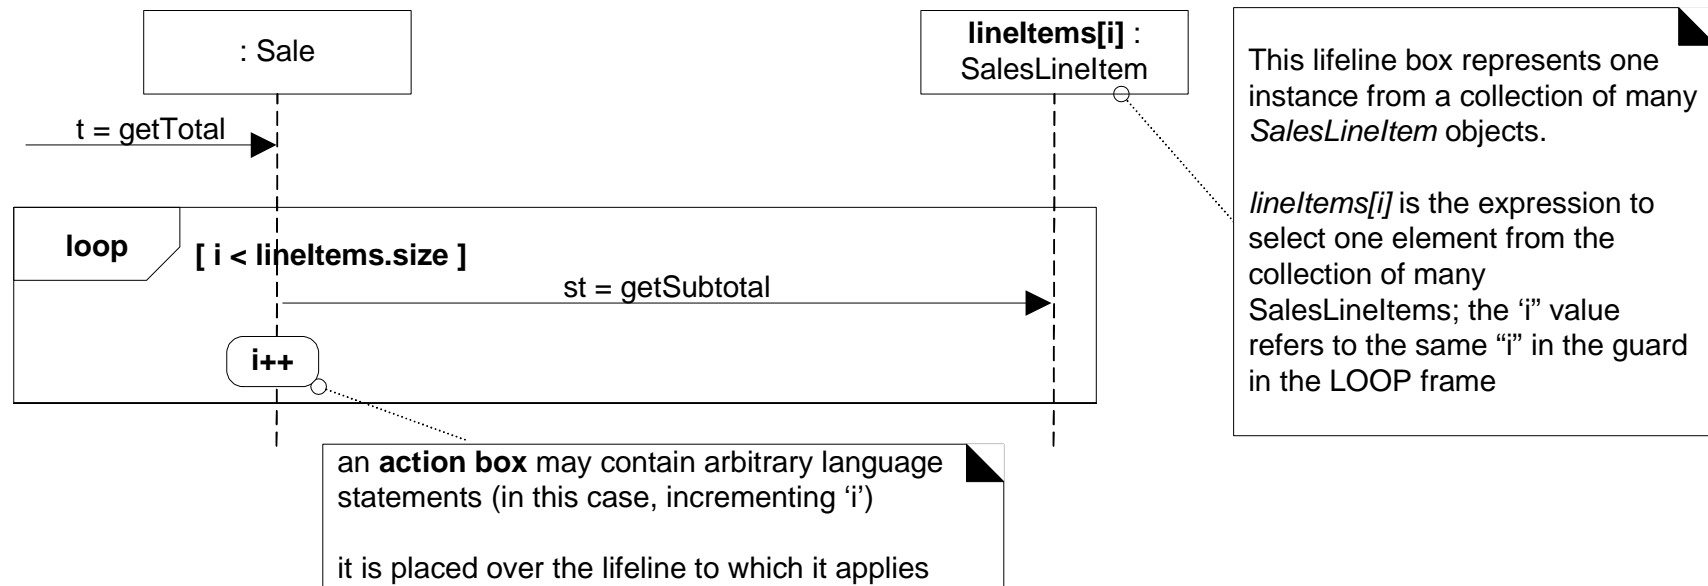 : Sale
lineItems[i] :
SalesLineItem
This lifeline box represents one
instance from a collection of many
SalesLineItem objects.
lineItems[i] is the expression to
select one element from the
collection of many
SalesLineItems; the ‘i” value
refers to the same “i” in the guard
in the LOOP frame
t = getTotal
loop
[ i < lineItems.size ]
st = getSubtotal
i++
an action box may contain arbitrary language
statements (in this case, incrementing ‘i’)
it is placed over the lifeline to which it applies